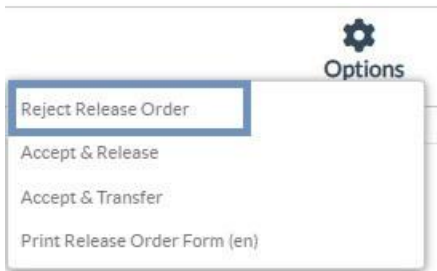 Options
Reject Release Order
Accept & Release
Accept & Transfer
Print Release Order Form (en)